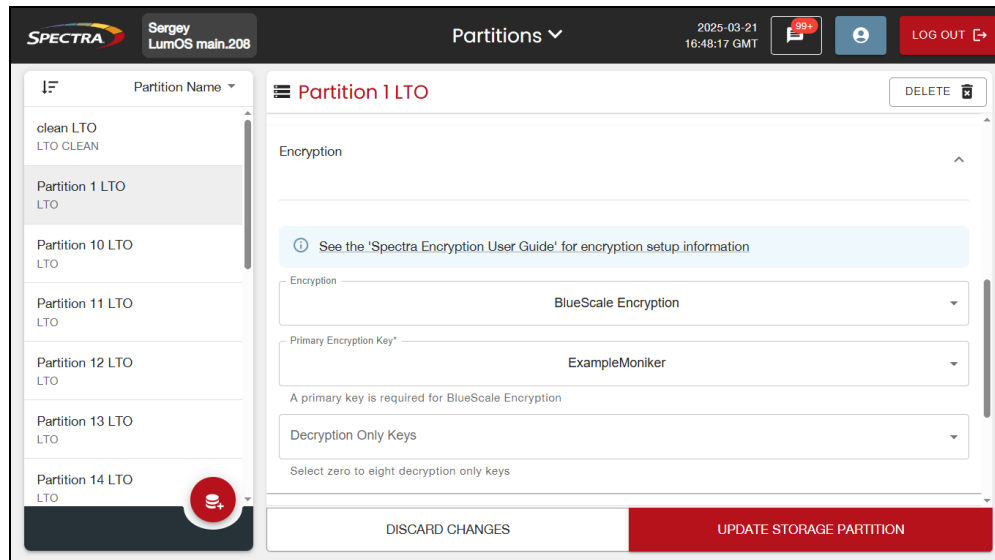 SPECTRA
Sergey
LumOS main.208
Partitions
2025-03-21
16:48:17 GMT
99+
LOG OUT
Partition Name
clean LTO
LTO CLEAN
Partition 1 LTO
LTO
Partition 10 LTO
LTO
Partition 11 LTO
LTO
Partition 12 LTO
LTO
Partition 13 LTO
LTO
Partition 14 LTO
LTO
Partition 1 LTO
DELETE
Encryption
See the 'Spectra Encryption User Guide' for encryption setup information
Encryption
BlueScale Encryption
Primary Encryption Key*
ExampleMoniker
A primary key is required for BlueScale Encryption
Decryption Only Keys
Select zero to eight decryption only keys
DISCARD CHANGES
UPDATE STORAGE PARTITION